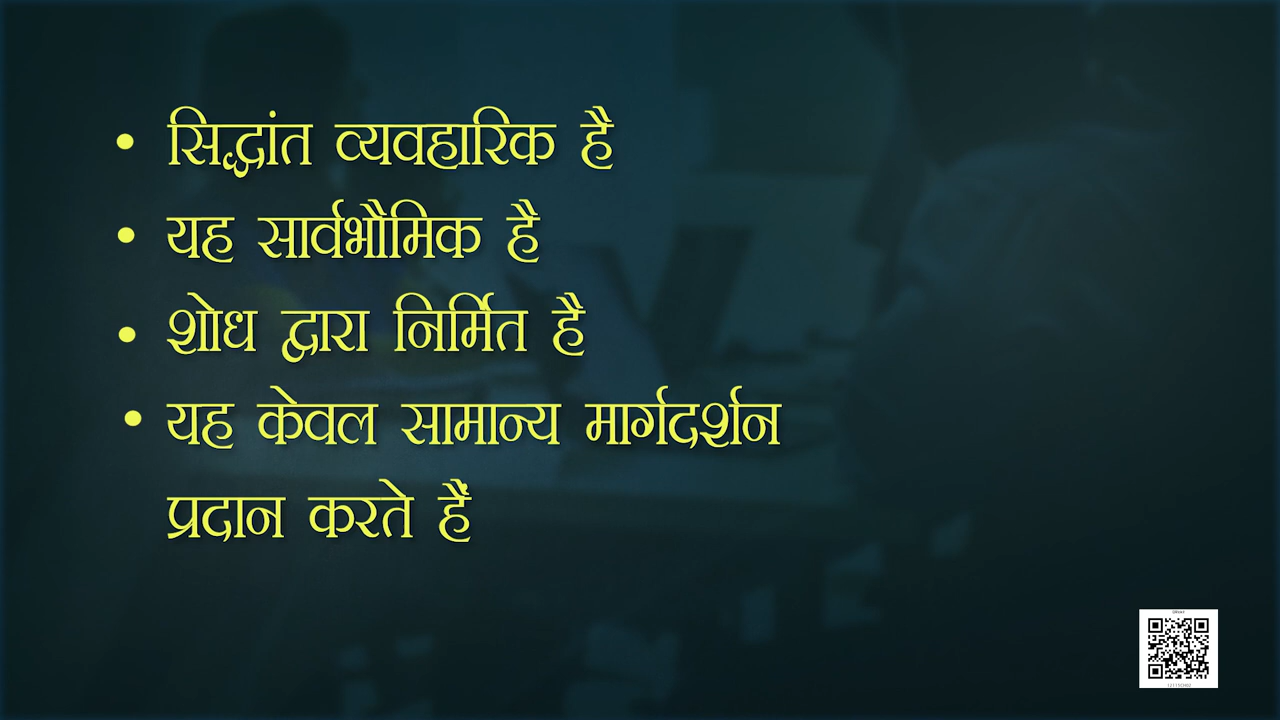 • सिद्धांत व्यवहारिक है
• यह सार्वभौमिक है
• शोध द्वारा निर्मित है
• यह केवल सामान्य मार्गदर्शन
प्रदान करते हैं